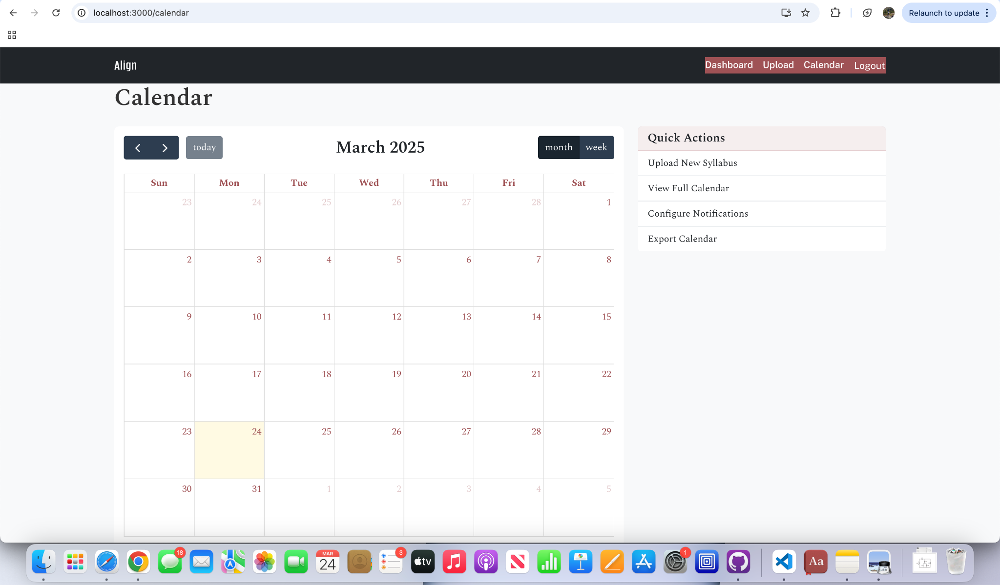 localhost:3000/calendar
Relaunch to update
Align
Dashboard Upload Calendar Logout
Calendar
today
March 2025
month week
Sun Mon Tue Wed Thu Fri Sat
23 24 25 26 27 28 1
2 3 4 5 6 7 8
9 10 11 12 13 14 15
16 17 18 19 20 21 22
23 24 25 26 27 28 29
30 31 1 2 3 4 5
Quick Actions
Upload New Syllabus
View Full Calendar
Configure Notifications
Export Calendar
18
MAR
24
3
tv
1
Aa